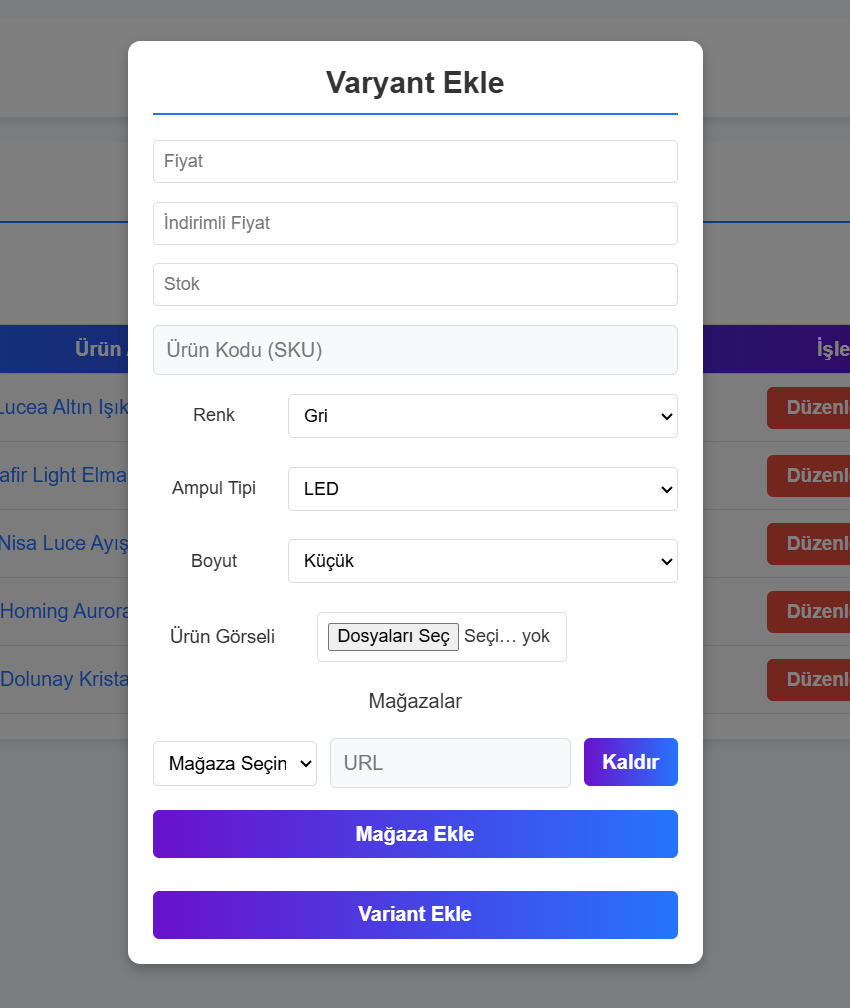 Varyant Ekle
Fiyat
İndirimli Fiyat
Stok
Ürün Kodu (SKU)
Ürün
İşle
Renk
Gri
Lucea Altın Işık
Düzenl
Ampul Tipi
LED
afir Light Elma
Düzenl
Nisa Luce Ayış
Düzenl
Boyut
Küçük
Homing Aurora
Düzenl
Ürün Görseli
Dosyaları Seç Seçi… yok
Dolunay Krista
Düzenl
Mağazalar
Mağaza Seçin
URL
Kaldır
Mağaza Ekle
Variant Ekle